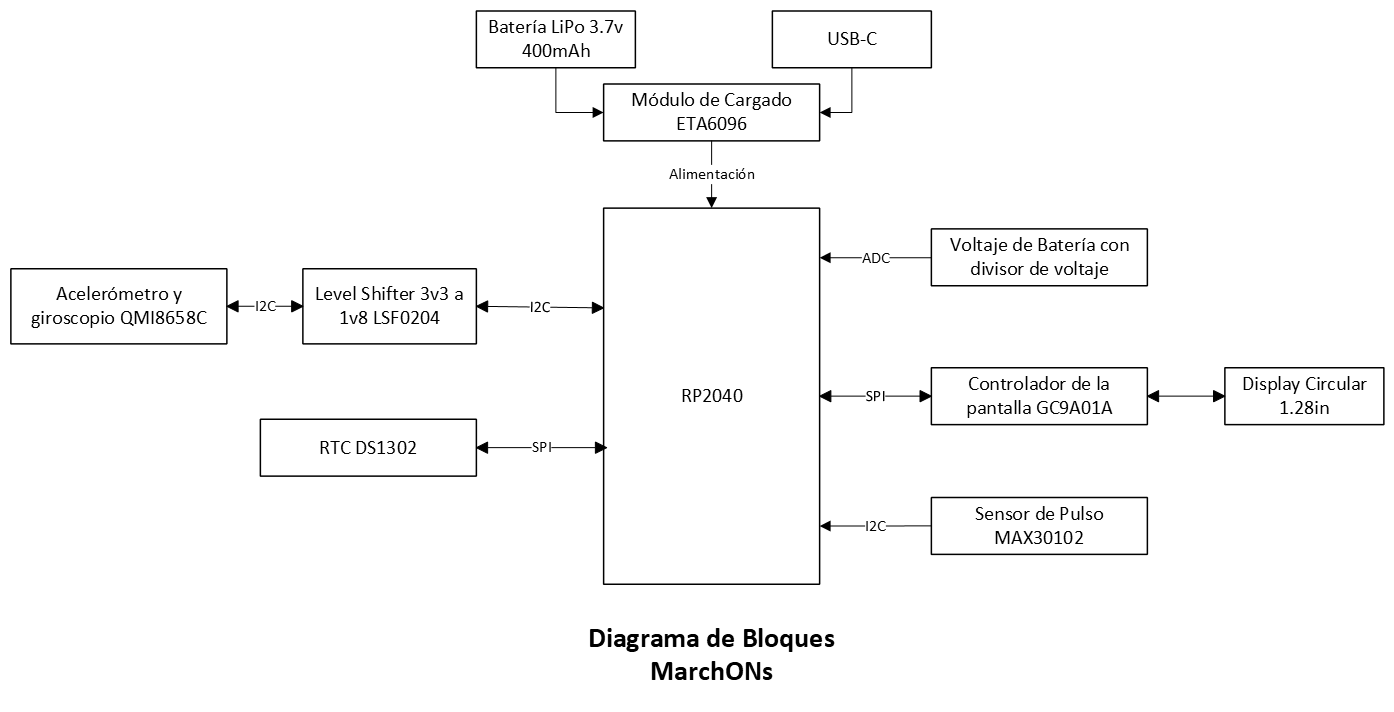 Batería LiPo 3.7v
400mAh
USB-C
Módulo de Cargado
ETA6096
Alimentación
Voltaje de Batería con
divisor de voltaje
ADC
Acelerómetro y
giroscopio QMI8658C
I2C
Level Shifter 3v3 a
1v8 LSF0204
I2C
RP2040
SPI
Controlador de la
pantalla GC9A01A
Display Circular
1.28in
RTC DS1302
SPI
I2C
Sensor de Pulso
MAX30102
Diagrama de Bloques
MarchONs